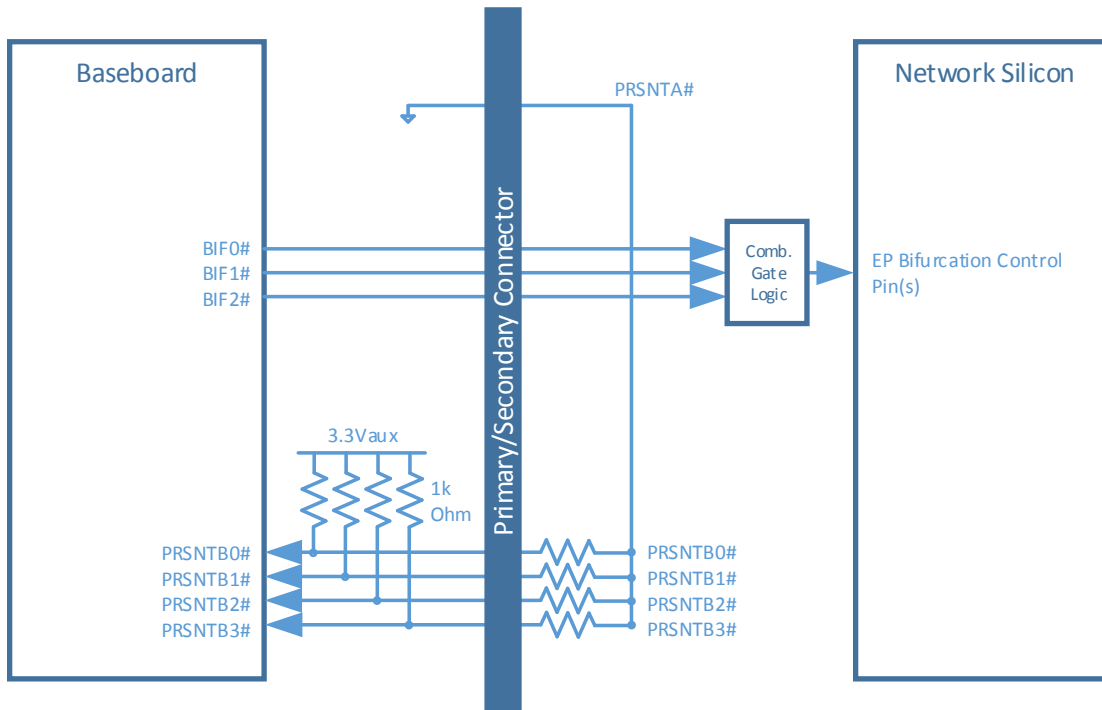 Baseboard
Network Silicon
PRSNTA#
Primary/Secondary Connector
BIF0#
BIF1#
BIF2#
Comb.
Gate
Logic
EP Bifurcation Control
Pin(s)
3.3Vaux
1k
Ohm
PRSNTB0#
PRSNTB1#
PRSNTB2#
PRSNTB3#
PRSNTB0#
PRSNTB1#
PRSNTB2#
PRSNTB3#